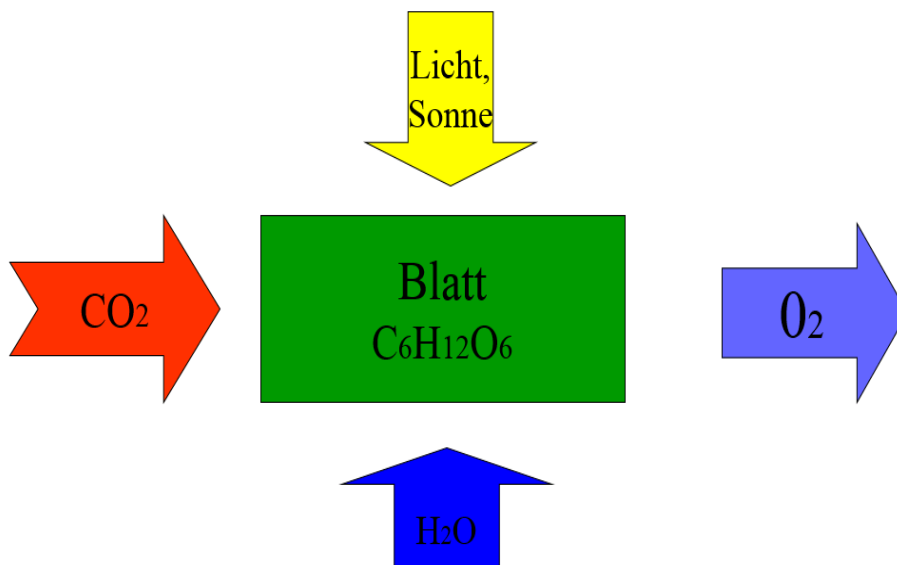 Licht,
Sonne
CO2
Blatt
C6H12O6
02
H2O